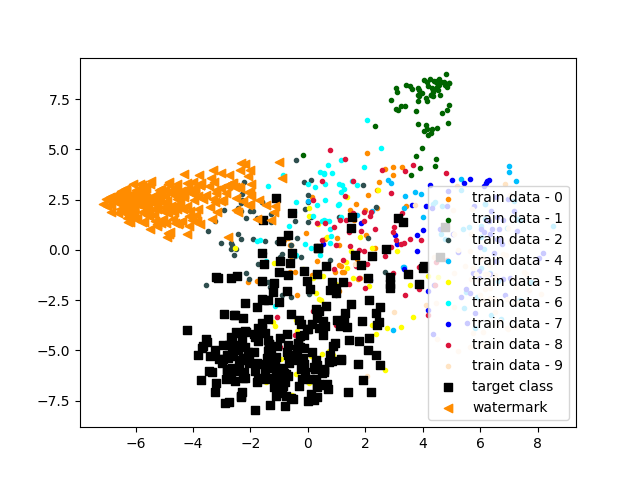 7.5
5.0
2.5
0.0
−2.5
−5.0
−7.5
−6
−4
−2
0
2
4
6
8
train data - 0
train data - 1
train data - 2
train data - 4
train data - 5
train data - 6
train data - 7
train data - 8
train data - 9
target class
watermark